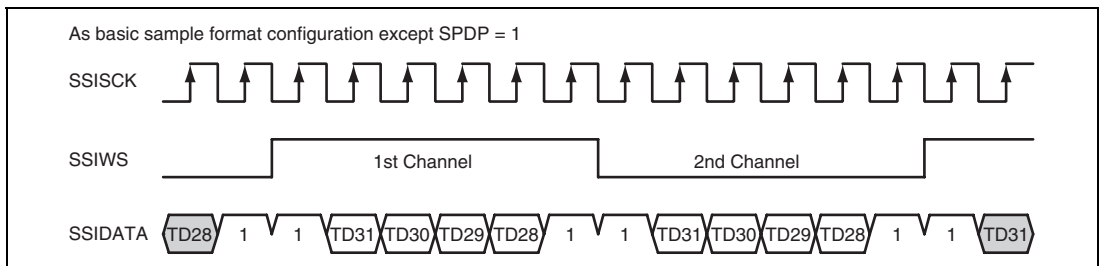 As basic sample format configuration except SPDP = 1
SSISCK
SSIWS 1st Channel 2nd Channel
SSIDATA TD28 1 1 TD31 TD30 TD29 TD28 1 1 TD31 TD30 TD29 TD28 1 1 TD31